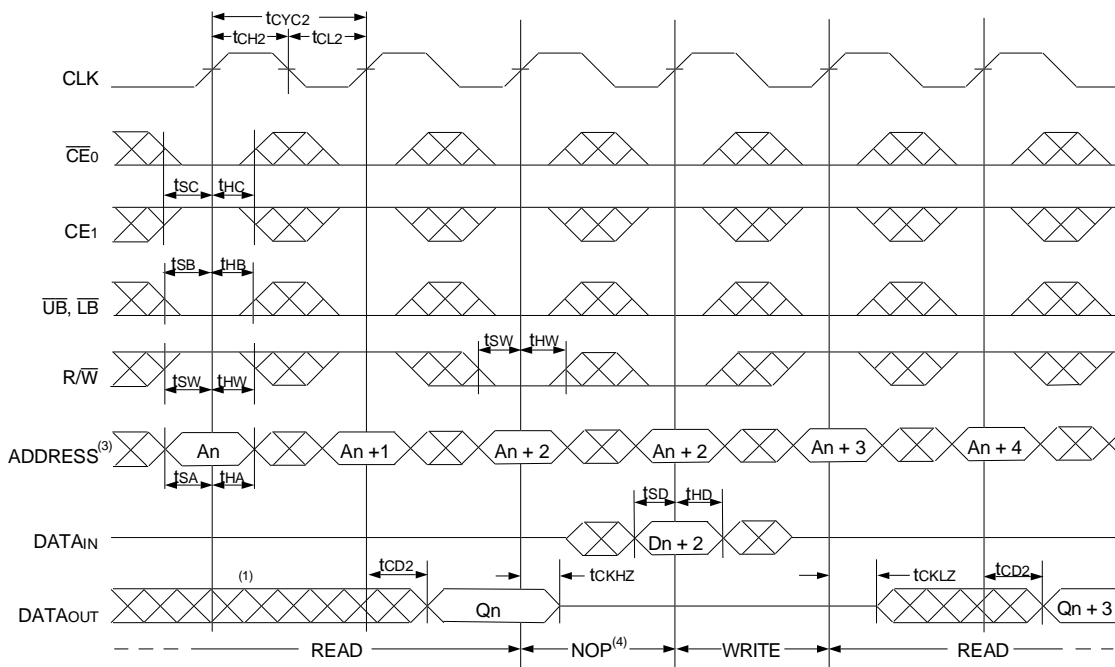 tCYC2
tCH2 tCL2
CLK
CE0
tSC tHC
CE1
tSB tHB
UB, LB
tSW tHW
R/W
tSW tHW
ADDRESS(3) An An +1 An + 2 An + 2 An + 3 An + 4
tSA tHA
tSD tHD
DATAIN Dn + 2
(1) tCD2 tCKHZ tCKLZ tCD2
DATAOUT Qn Qn + 3
READ NOP(4) WRITE READ